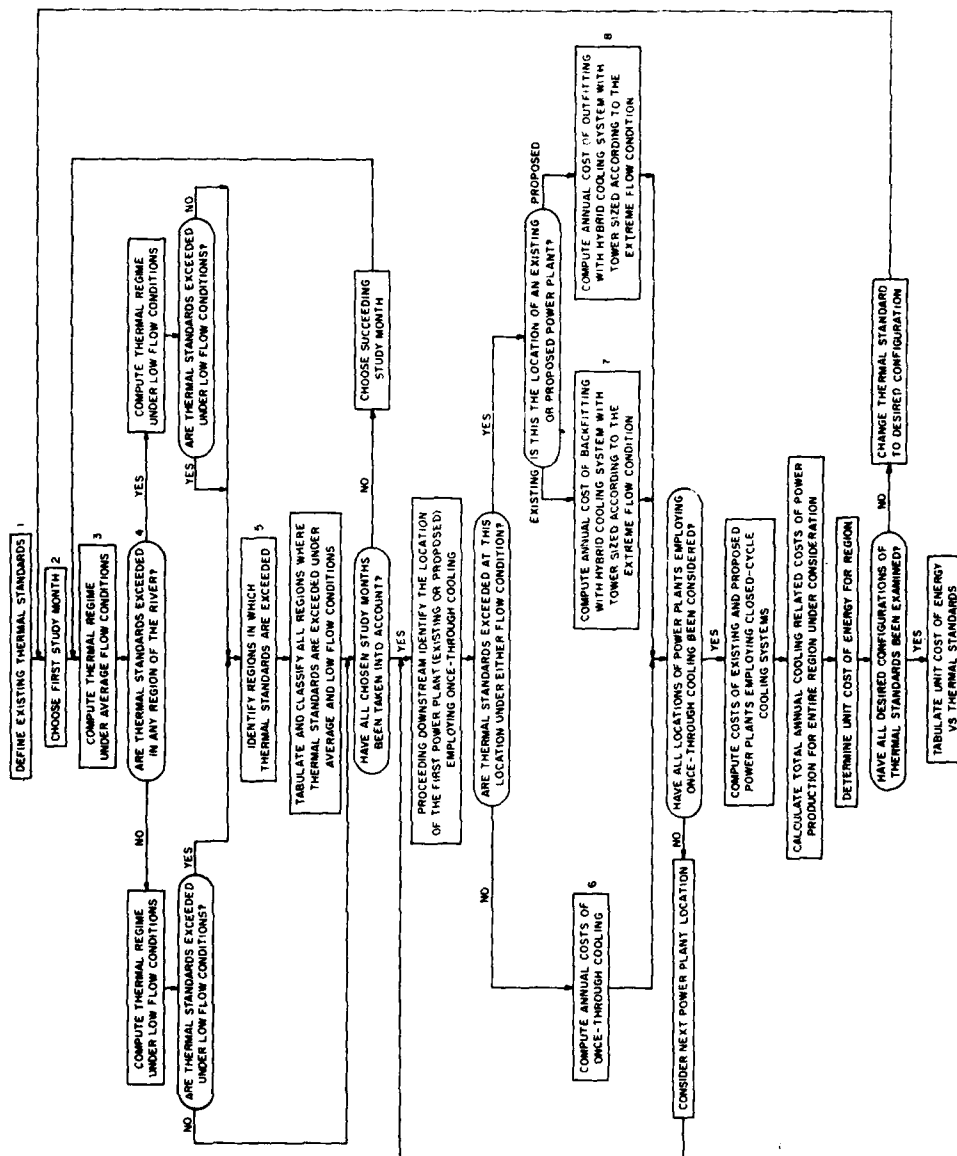 DEFINE EXISTING THERMAL STANDARDS
1
CHOOSE FIRST STUDY MONTH
2
COMPUTE THERMAL REGIME
UNDER AVERAGE FLOW CONDITIONS
3
ARE THERMAL STANDARDS EXCEEDED
IN ANY REGION OF THE RIVER?
4
NO
YES
COMPUTE THERMAL REGIME
UNDER LOW FLOW CONDITIONS
COMPUTE THERMAL REGIME
UNDER LOW FLOW CONDITIONS
ARE THERMAL STANDARDS EXCEEDED
UNDER LOW FLOW CONDITIONS?
NO
YES
ARE THERMAL STANDARDS EXCEEDED
UNDER LOW FLOW CONDITIONS?
YES
NO
IDENTIFY REGIONS IN WHICH
THERMAL STANDARDS ARE EXCEEDED
5
TABULATE AND CLASSIFY ALL REGIONS WHERE
THERMAL STANDARDS ARE EXCEEDED UNDER
AVERAGE AND LOW FLOW CONDITIONS
HAVE ALL CHOSEN STUDY MONTHS
BEEN TAKEN INTO ACCOUNT?
NO
CHOOSE SUCCEEDING
STUDY MONTH
YES
PROCEEDING DOWNSTREAM IDENTIFY THE LOCATION
OF THE FIRST POWER PLANT (EXISTING OR PROPOSED)
EMPLOYING ONCE-THROUGH COOLING
ARE THERMAL STANDARDS EXCEEDED AT THIS
LOCATION UNDER EITHER FLOW CONDITION?
NO
YES
IS THIS THE LOCATION OF AN EXISTING
OR PROPOSED POWER PLANT?
EXISTING
PROPOSED
COMPUTE ANNUAL COSTS OF
ONCE-THROUGH COOLING
6
COMPUTE ANNUAL COST OF BACKFITTING
WITH HYBRID COOLING SYSTEM WITH
TOWER SIZED ACCORDING TO THE
EXTREME FLOW CONDITION
7
COMPUTE ANNUAL COST OF OUTFITTING
WITH HYBRID COOLING SYSTEM WITH
TOWER SIZED ACCORDING TO THE
EXTREME FLOW CONDITION
8
HAVE ALL LOCATIONS OF POWER PLANTS EMPLOYING
ONCE-THROUGH COOLING BEEN CONSIDERED?
NO
CONSIDER NEXT POWER PLANT LOCATION
YES
COMPUTE COSTS OF EXISTING AND PROPOSED
POWER PLANTS EMPLOYING CLOSED-CYCLE
COOLING SYSTEMS
CALCULATE TOTAL ANNUAL COOLING RELATED COSTS OF POWER
PRODUCTION FOR ENTIRE REGION UNDER CONSIDERATION
DETERMINE UNIT COST OF ENERGY FOR REGION
HAVE ALL DESIRED CONFIGURATIONS OF
THERMAL STANDARDS BEEN EXAMINED?
NO
CHANGE THERMAL STANDARD
TO DESIRED CONFIGURATION
YES
TABULATE UNIT COST OF ENERGY
VS THERMAL STANDARDS